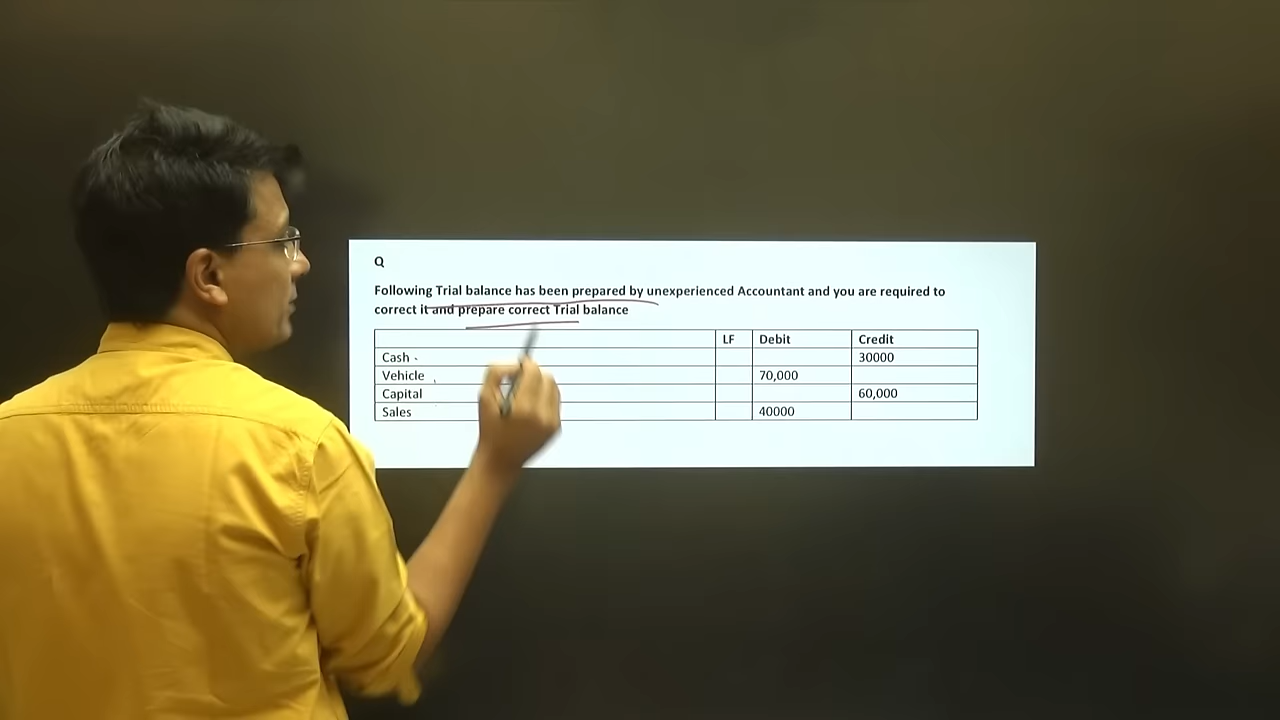 Q
Following Trial balance has been prepared by unexperienced Accountant and you are required to
correct it and prepare correct Trial balance
LF Debit Credit
Cash 30000
Vehicle 70,000
Capital 60,000
Sales 40000